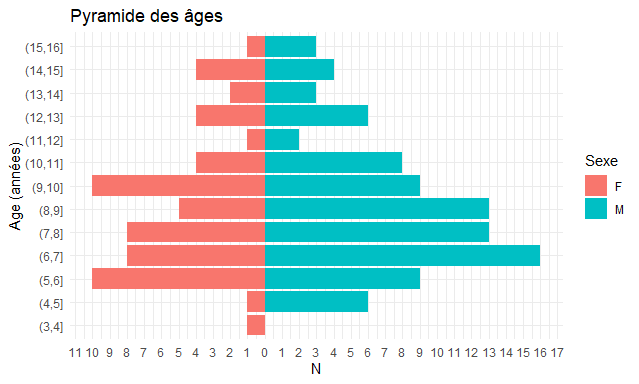 Pyramide des âges
(15,16]
(14,15]
(13,14]
(12,13]
(11,12]
(10,11]
(9,10]
(8,9]
(7,8]
(6,7]
(5,6]
(4,5]
(3,4]
Age (années)
11 10 9 8 7 6 5 4 3 2 1 0 1 2 3 4 5 6 7 8 9 10 11 12 13 14 15 16 17
N
Sexe
F
M